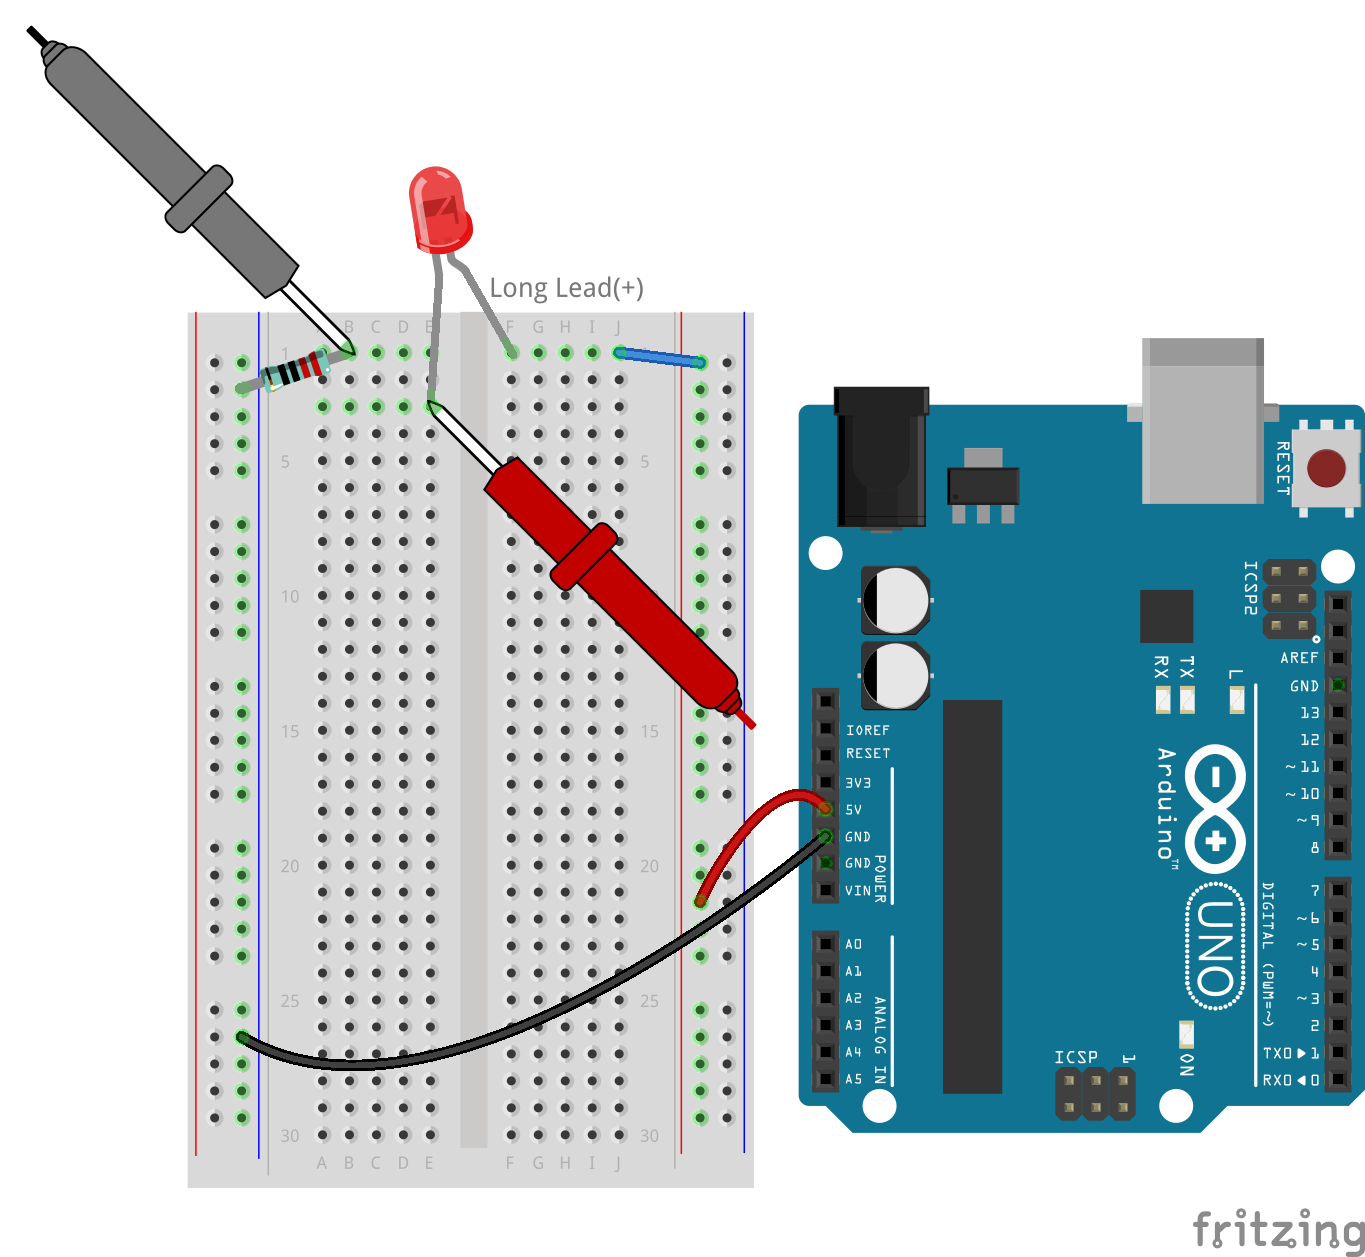 Long Lead(+)
A B C D E F G H I J
1
5 5
10
15 15
20 20
25 25
30 30
A B C D E F G H I J
RESET
ICSP2
IOREF
RESET
3V3
5V
GND
GND
VIN
POWER
A0
A1
A2
A3
A4
A5
ANALOG IN
RX
TX
L
Arduino™
UNO
AREF
GND
13
12
~11
~10
~9
8
7
~6
~5
4
~3
2
TX0▶1
RX0◀0
DIGITAL (PWM=~)
ICSP
1
ON
fritzing